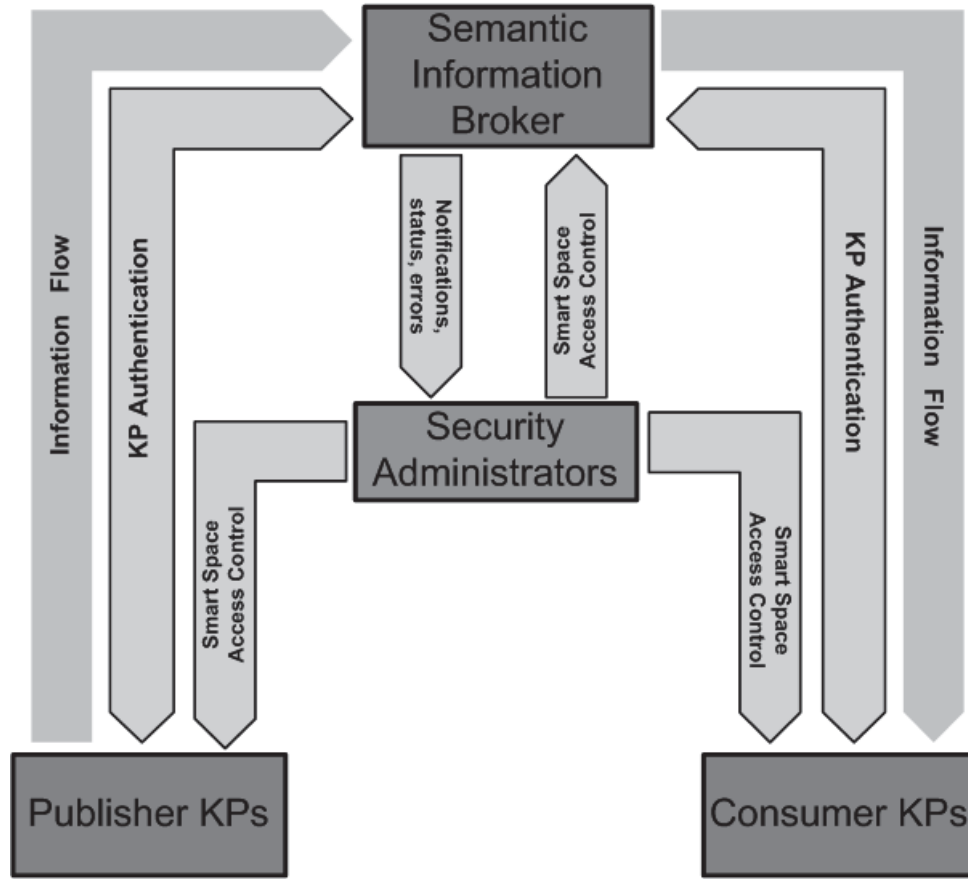 Semantic
Information
Broker
Information Flow
KP Authentication
Notifications,
status, errors
Smart Space
Access Control
KP Authentication
Information Flow
Security
Administrators
Smart Space
Access Control
Smart Space
Access Control
Publisher KPs
Consumer KPs